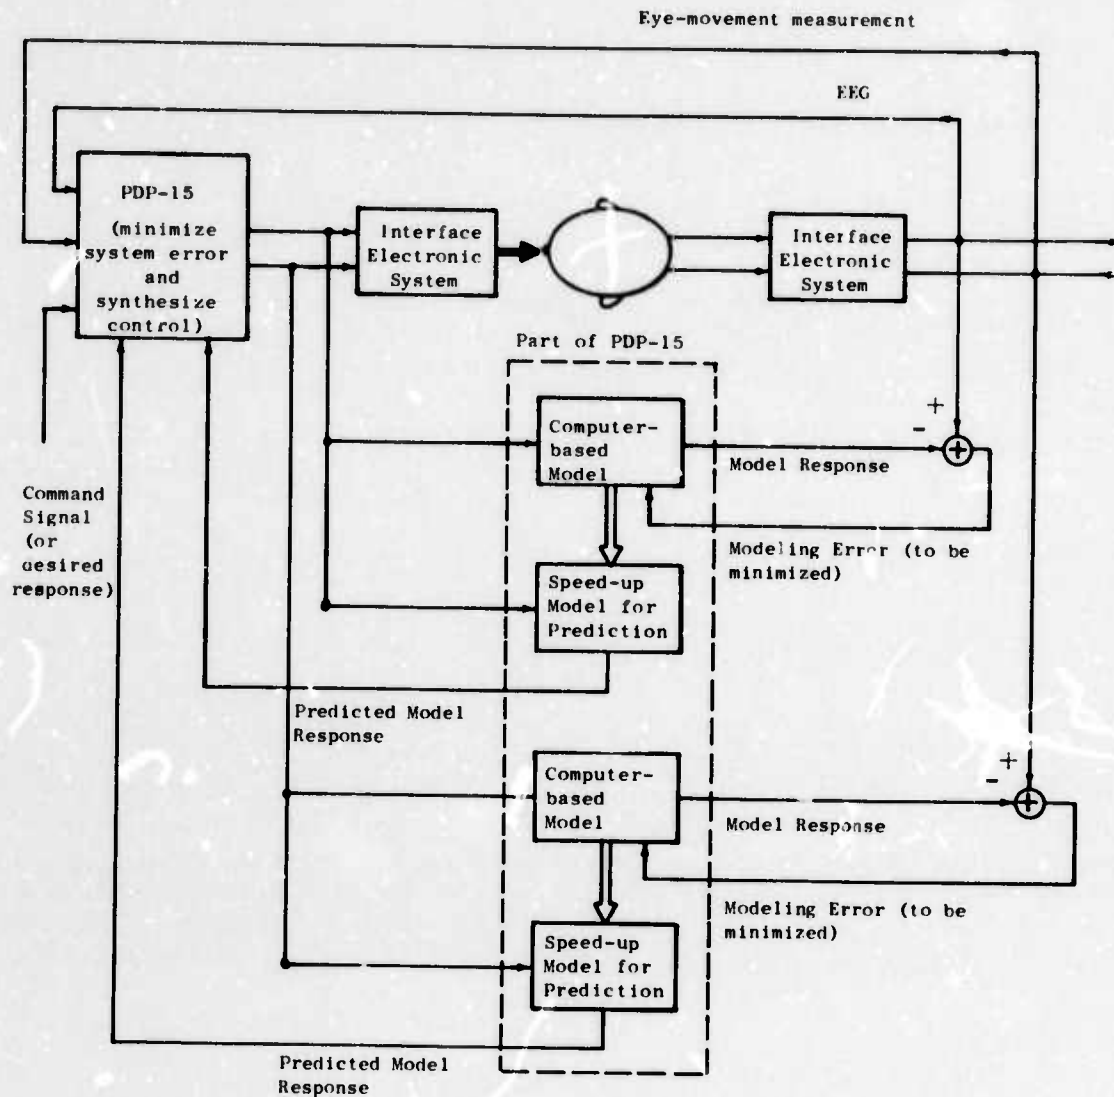 Eye-movement measurement
EEG
PDP-15
(minimize
system error
and
synthesize
control)
Interface
Electronic
System
Interface
Electronic
System
Part of PDP-15
Computer-
based
Model
+
-
Model Response
Command
Signal
(or
desired
response)
Modeling Error (to be
minimized)
Speed-up
Model for
Prediction
Predicted Model
Response
Computer-
based
Model
+
-
Model Response
Modeling Error (to be
minimized)
Speed-up
Model for
Prediction
Predicted Model
Response